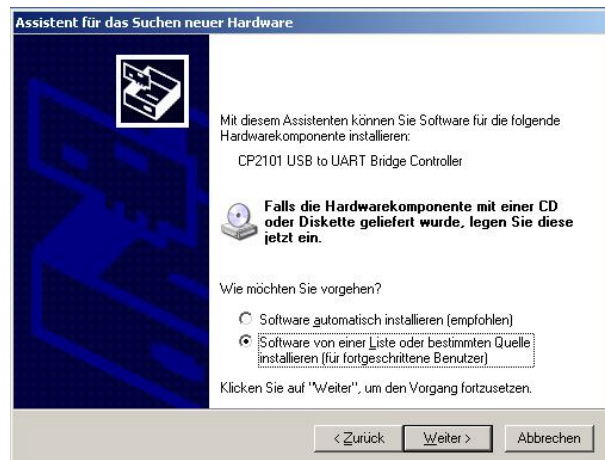 Assistent für das Suchen neuer Hardware
Mit diesem Assistenten können Sie Software für die folgende
Hardwarekomponente installieren:
CP2101 USB to UART Bridge Controller
Falls die Hardwarekomponente mit einer CD
oder Diskette geliefert wurde, legen Sie diese
jetzt ein.
Wie möchten Sie vorgehen?
Software automatisch installieren (empfohlen)
Software von einer Liste oder bestimmten Quelle
installieren (für fortgeschrittene Benutzer)
Klicken Sie auf "Weiter", um den Vorgang fortzusetzen.
< Zurück Weiter > Abbrechen